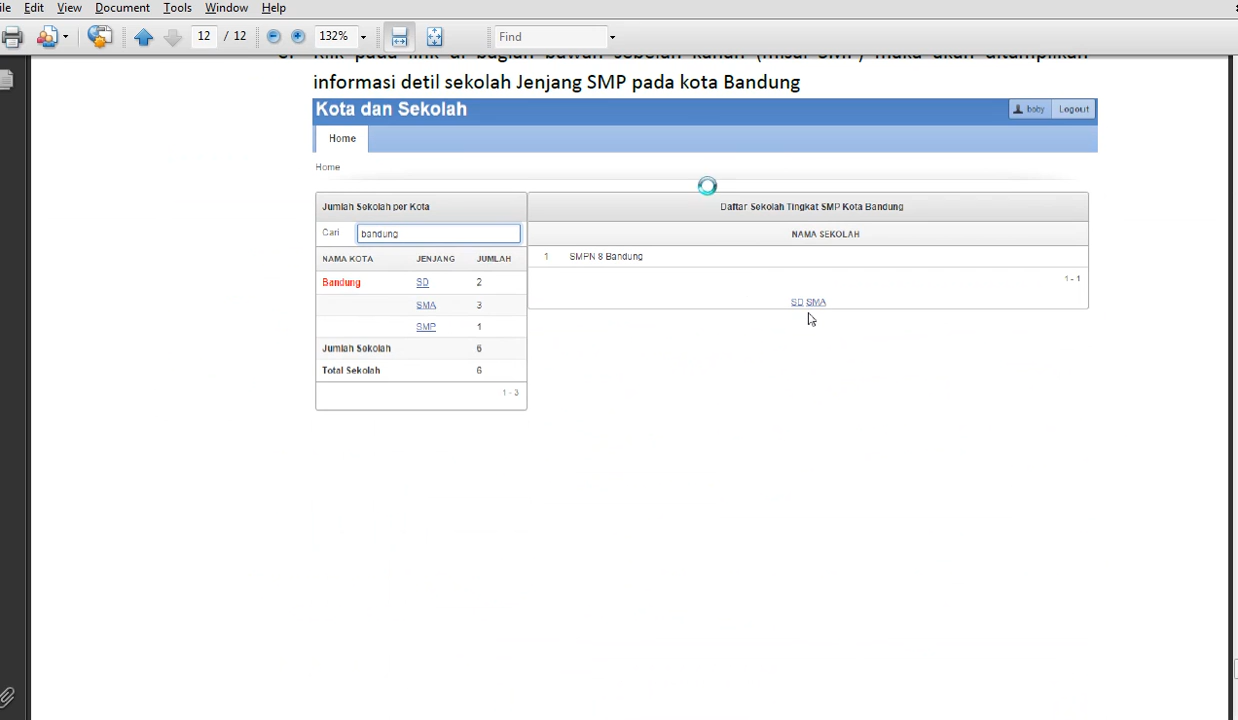 ile Edit View Document Tools Window Help
12 / 12 132% Find
informasi detil sekolah Jenjang SMP pada kota Bandung
Kota dan Sekolah
boby Logout
Home
Home
Jumlah Sekolah per Kota
Daftar Sekolah Tingkat SMP Kota Bandung
Cari bandung
NAMA SEKOLAH
NAMA KOTA JENJANG JUMLAH
1 SMPN 8 Bandung
Bandung SD 2
1 - 1
SMA 3
SD SMA
SMP 1
Jumlah Sekolah 6
Total Sekolah 6
1 - 3